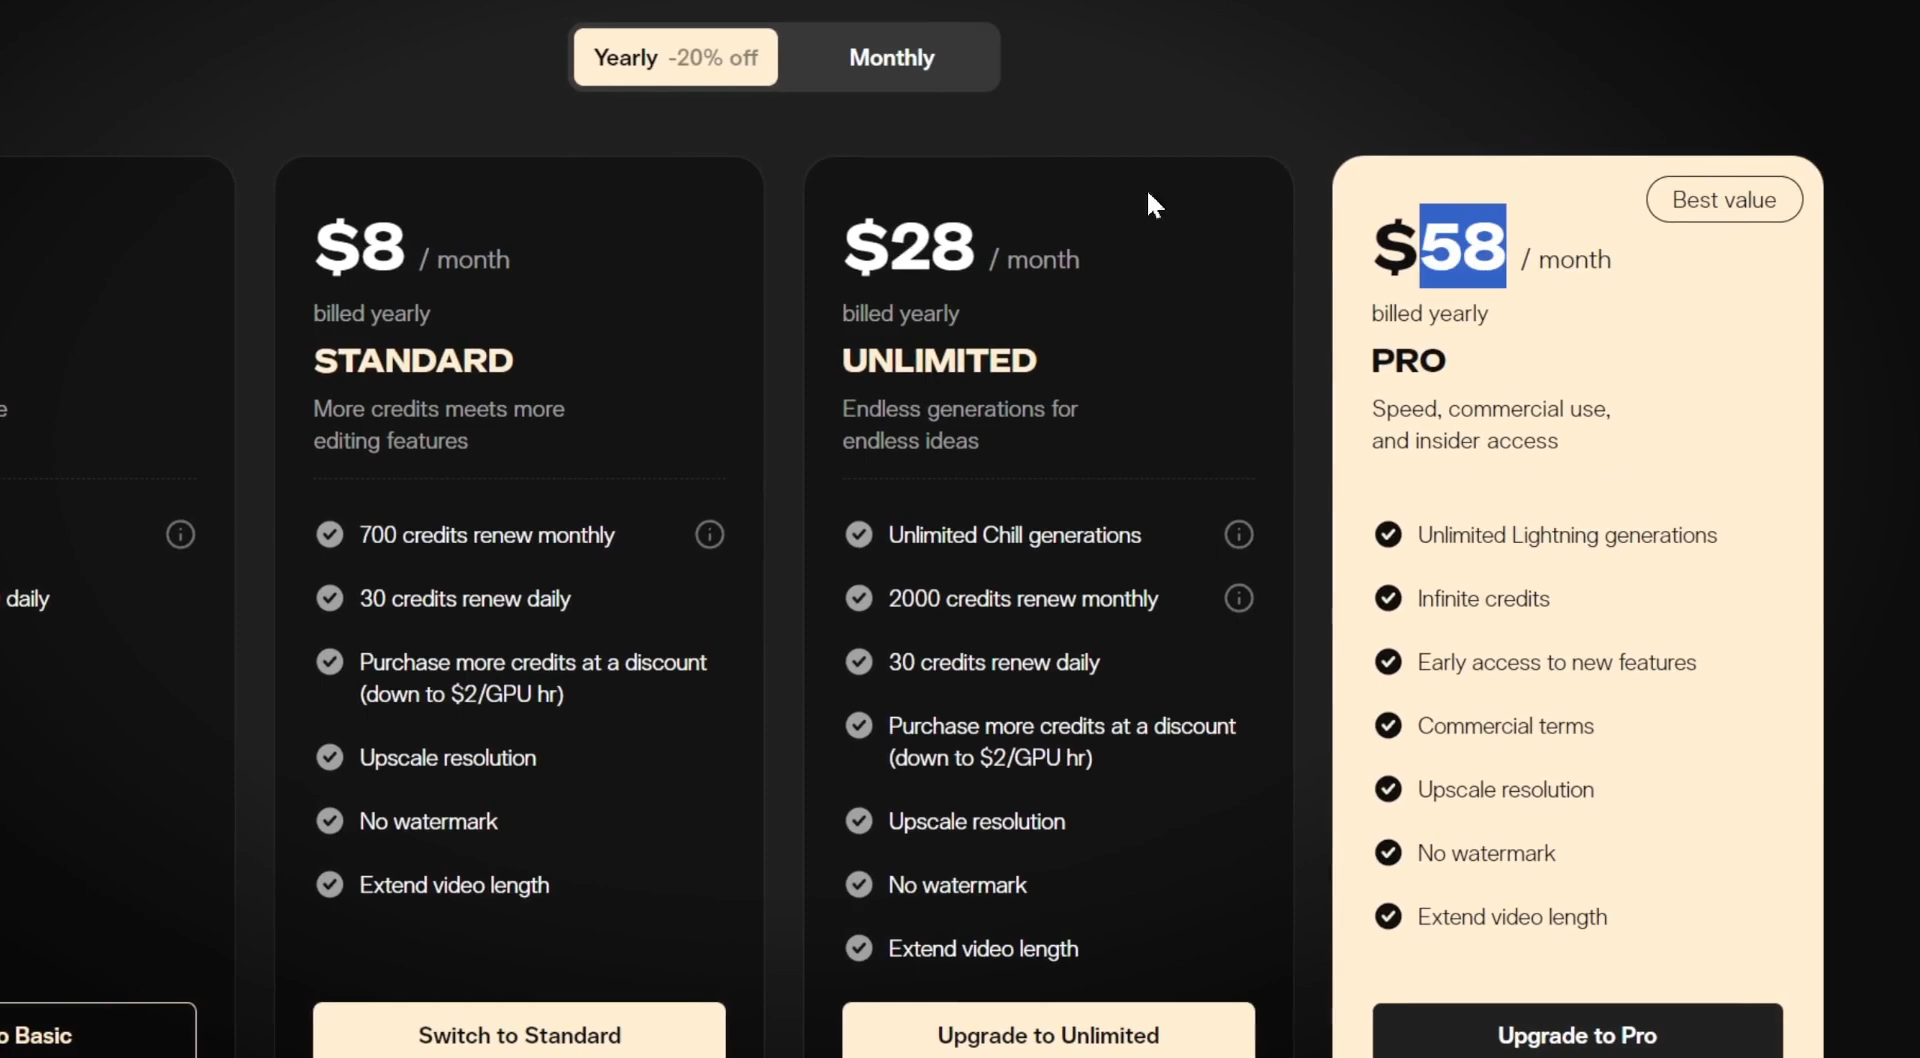 Yearly -20% off
Monthly
e
daily
o Basic
$8 / month
billed yearly
STANDARD
More credits meets more
editing features
700 credits renew monthly
30 credits renew daily
Purchase more credits at a discount
(down to $2/GPU hr)
Upscale resolution
No watermark
Extend video length
Switch to Standard
$28 / month
billed yearly
UNLIMITED
Endless generations for
endless ideas
Unlimited Chill generations
2000 credits renew monthly
30 credits renew daily
Purchase more credits at a discount
(down to $2/GPU hr)
Upscale resolution
No watermark
Extend video length
Upgrade to Unlimited
Best value
$58 / month
billed yearly
PRO
Speed, commercial use,
and insider access
Unlimited Lightning generations
Infinite credits
Early access to new features
Commercial terms
Upscale resolution
No watermark
Extend video length
Upgrade to Pro